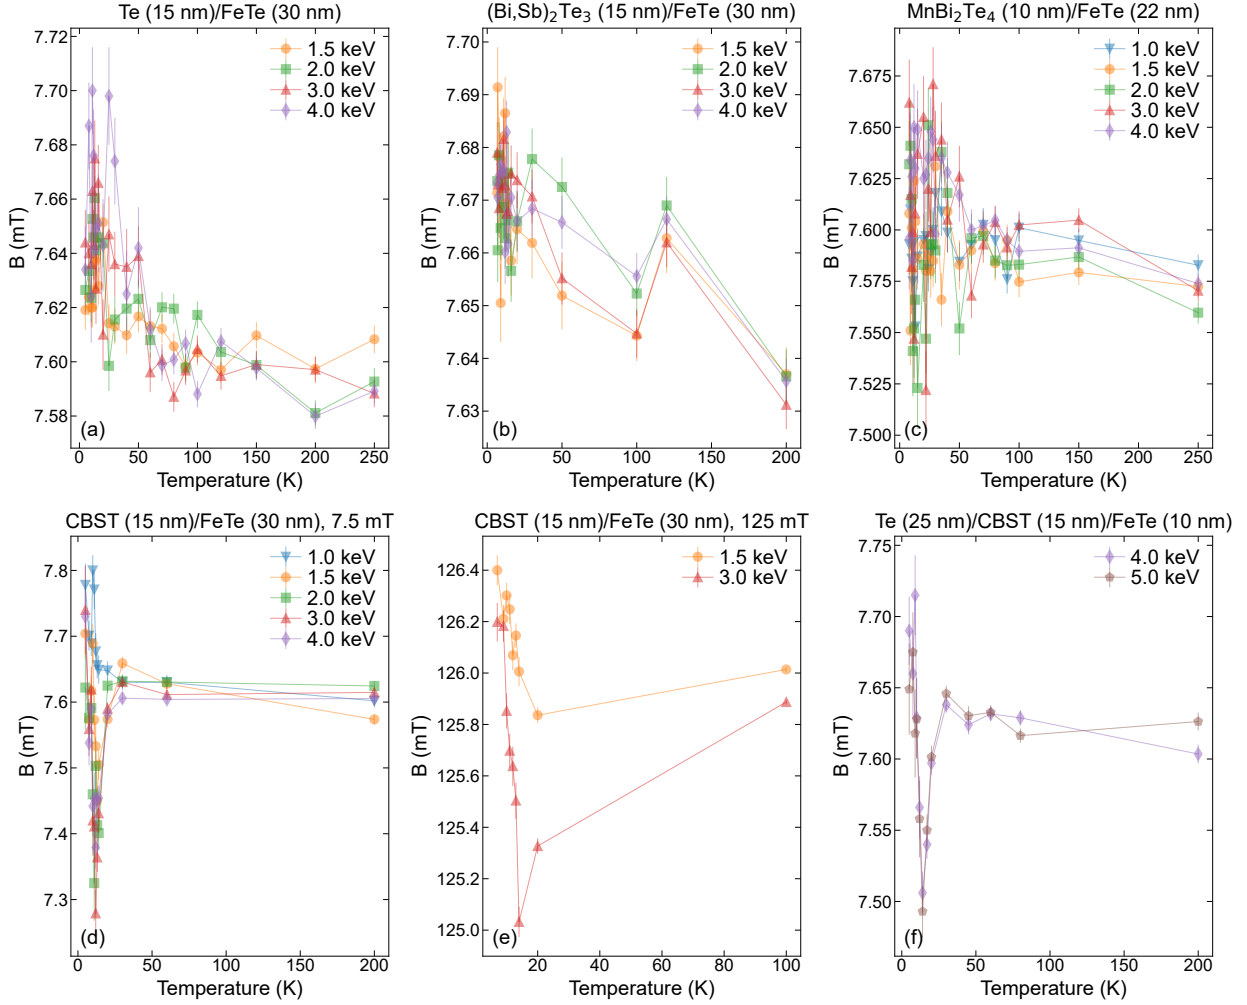 Te (15 nm)/FeTe (30 nm)
7.72
7.70
7.68
7.66
7.64
7.62
7.60
7.58
B (mT)
1.5 keV
2.0 keV
3.0 keV
4.0 keV
(a)
0 50 100 150 200 250
Temperature (K)
(Bi,Sb)₂Te₃ (15 nm)/FeTe (30 nm)
7.70
7.69
7.68
7.67
7.66
7.65
7.64
7.63
B (mT)
1.5 keV
2.0 keV
3.0 keV
4.0 keV
(b)
0 50 100 150 200
Temperature (K)
MnBi₂Te₄ (10 nm)/FeTe (22 nm)
7.675
7.650
7.625
7.600
7.575
7.550
7.525
7.500
B (mT)
1.0 keV
1.5 keV
2.0 keV
3.0 keV
4.0 keV
(c)
0 50 100 150 200 250
Temperature (K)
CBST (15 nm)/FeTe (30 nm), 7.5 mT
7.8
7.7
7.6
7.5
7.4
7.3
B (mT)
1.0 keV
1.5 keV
2.0 keV
3.0 keV
4.0 keV
(d)
0 50 100 150 200
Temperature (K)
CBST (15 nm)/FeTe (30 nm), 125 mT
126.4
126.2
126.0
125.8
125.6
125.4
125.2
125.0
B (mT)
1.5 keV
3.0 keV
(e)
20 40 60 80 100
Temperature (K)
Te (25 nm)/CBST (15 nm)/FeTe (10 nm)
7.75
7.70
7.65
7.60
7.55
7.50
B (mT)
4.0 keV
5.0 keV
(f)
0 50 100 150 200
Temperature (K)